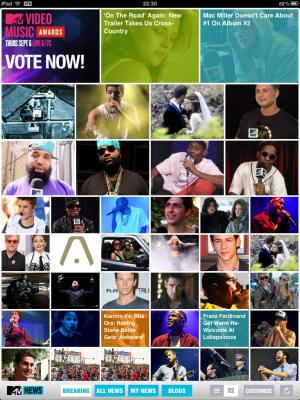 iPad
22:30
MTV VIDEO
MUSIC AWARDS
THURS SEPT 6 LIVE 8/7C
VOTE NOW!
'On The Road' Again: New
Trailer Takes Us Cross-
Country
Mac Miller Doesn't Care About
#1 On Album #2
Karmin Vs. Rita
Ora: Rolling
Stone Battle
Gets 'Awkward'
Franz Ferdinand
Get Warm Re-
Welcome At
Lollapalooza
MTV NEWS
BREAKING
ALL NEWS
MY NEWS
BLOGS
CUSTOMIZE